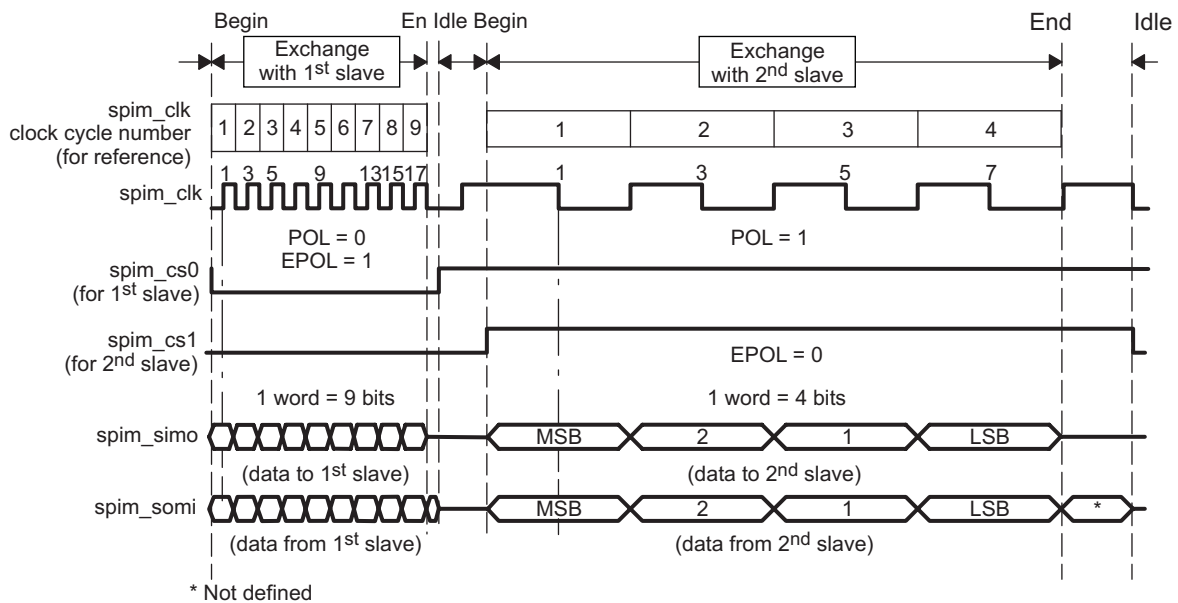 Begin
En Idle Begin
End
Idle
Exchange
with 1st slave
Exchange
with 2nd slave
spim_clk
clock cycle number
(for reference)
1 2 3 4 5 6 7 8 9
1 2 3 4
1 3 5 9 13 15 17
1 3 5 7
spim_clk
POL = 0
EPOL = 1
POL = 1
spim_cs0
(for 1st slave)
spim_cs1
(for 2nd slave)
EPOL = 0
1 word = 9 bits
1 word = 4 bits
spim_simo
MSB 2 1 LSB
(data to 1st slave)
(data to 2nd slave)
spim_somi
MSB 2 1 LSB *
(data from 1st slave)
(data from 2nd slave)
* Not defined